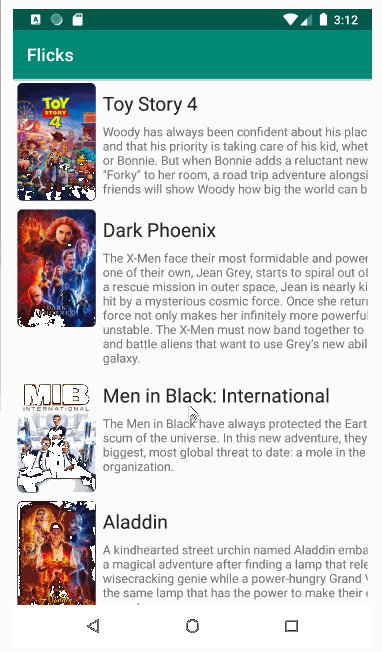 3:12
Flicks
TOY
STORY
4
Toy Story 4
Woody has always been confident about his plac
and that his priority is taking care of his kid, whet
or Bonnie. But when Bonnie adds a reluctant new
"Forky" to her room, a road trip adventure alongsi
friends will show Woody how big the world can b
DARK PHOENIX
Dark Phoenix
The X-Men face their most formidable and power
one of their own, Jean Grey, starts to spiral out of
a rescue mission in outer space, Jean is nearly ki
hit by a mysterious cosmic force. Once she return
force not only makes her infinitely more powerful
unstable. The X-Men must now band together to
and battle aliens that want to use Grey's new abil
galaxy.
MIB
INTERNATIONAL
Men in Black: International
The Men in Black have always protected the Eart
scum of the universe. In this new adventure, they
biggest, most global threat to date: a mole in the
organization.
Aladdin
Aladdin
A kindhearted street urchin named Aladdin emba
a magical adventure after finding a lamp that rele
wisecracking genie while a power-hungry Grand V
the same lamp that has the power to make their